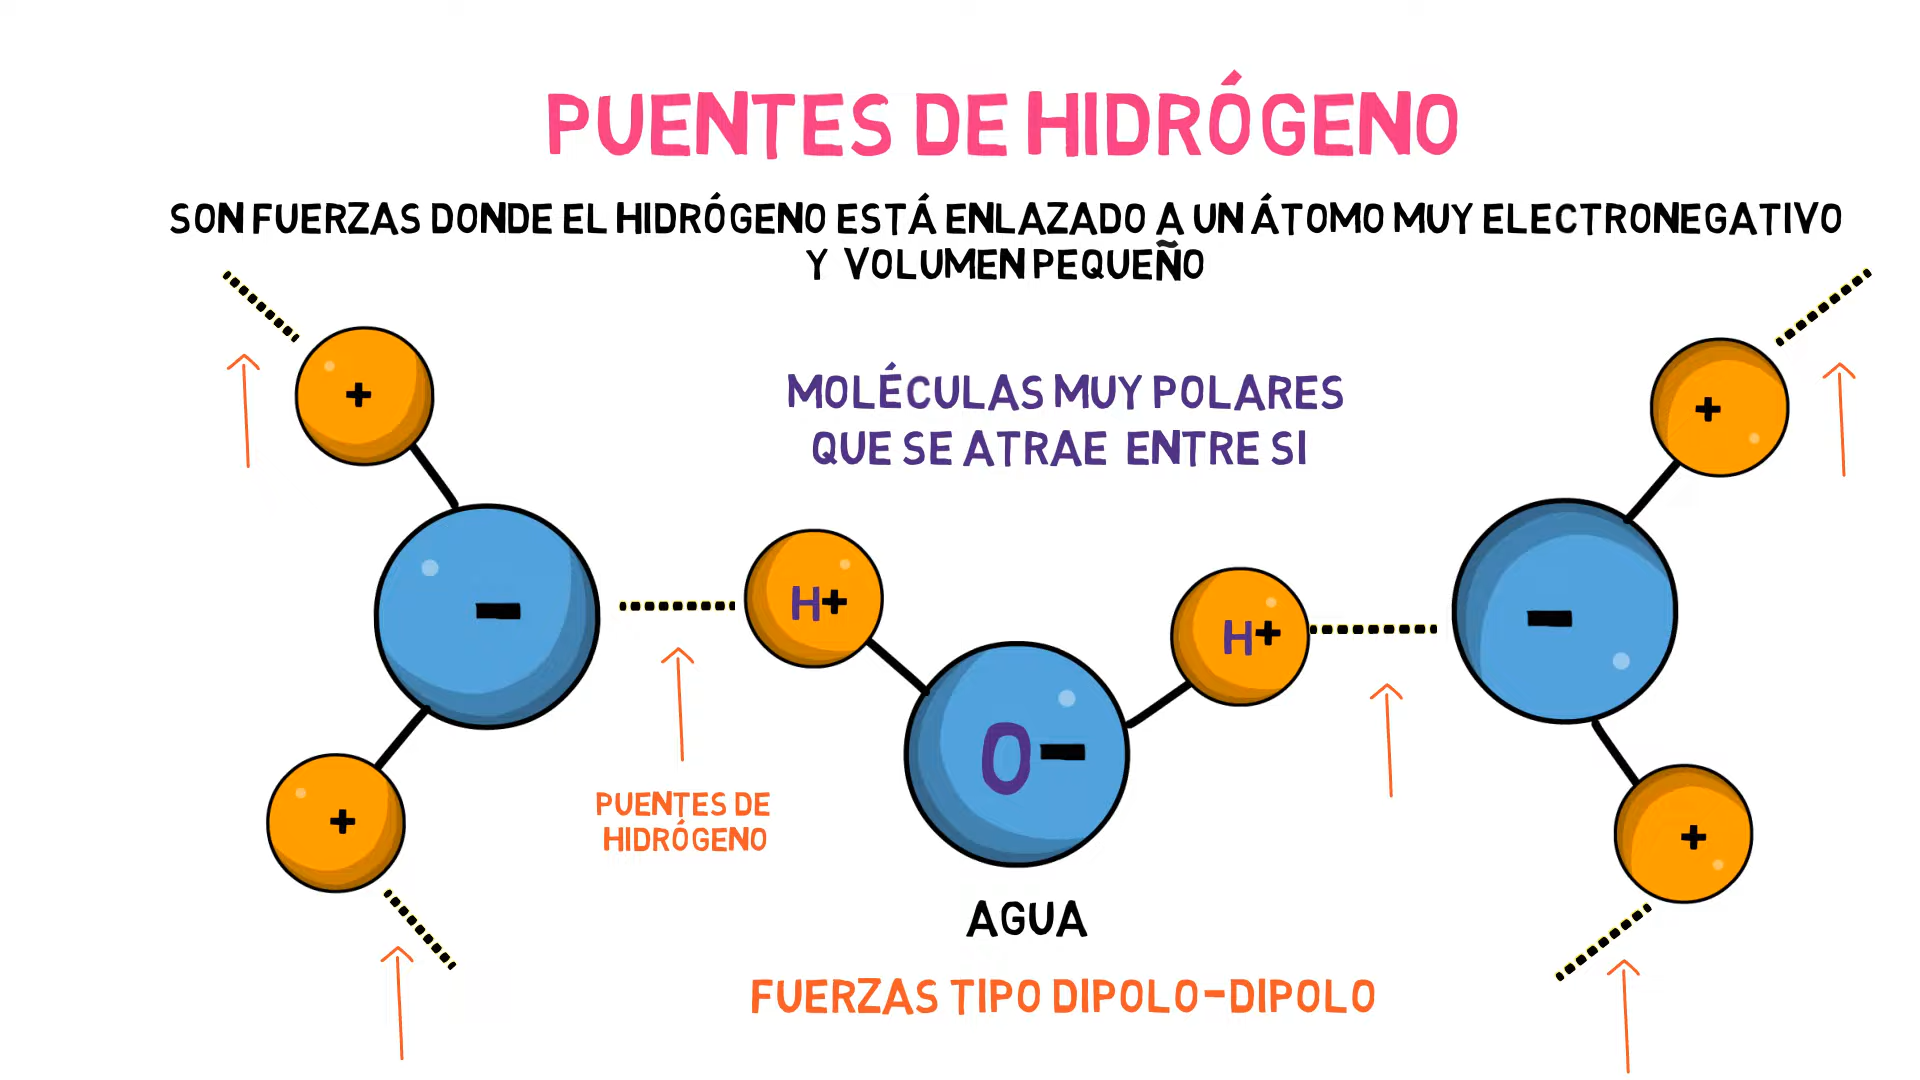 PUENTES DE HIDRÓGENO
SON FUERZAS DONDE EL HIDRÓGENO ESTÁ ENLAZADO A UN ÁTOMO MUY ELECTRONEGATIVO
Y VOLUMEN PEQUEÑO
MOLÉCULAS MUY POLARES
QUE SE ATRAE ENTRE SI
+
+
-
H+
H+
-
O-
+
+
PUENTES DE
HIDRÓGENO
AGUA
FUERZAS TIPO DIPOLO-DIPOLO